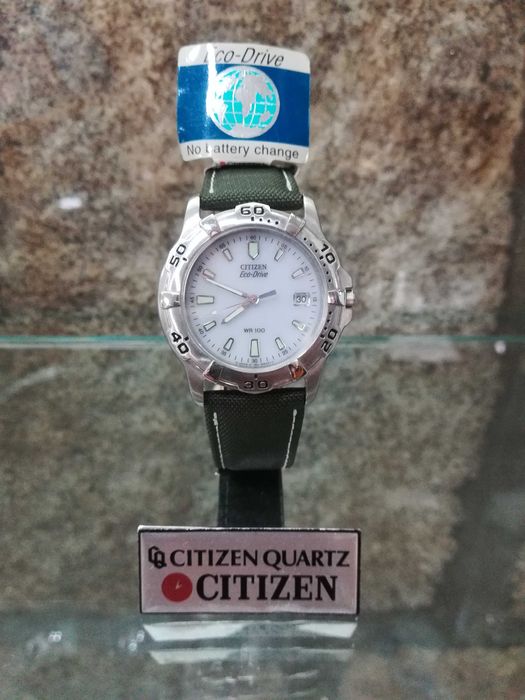 Eco-Drive
No battery change
60
50
10
CITIZEN
Eco-Drive
30
WR 100
40
20
30
CQ CITIZEN QUARTZ
CITIZEN